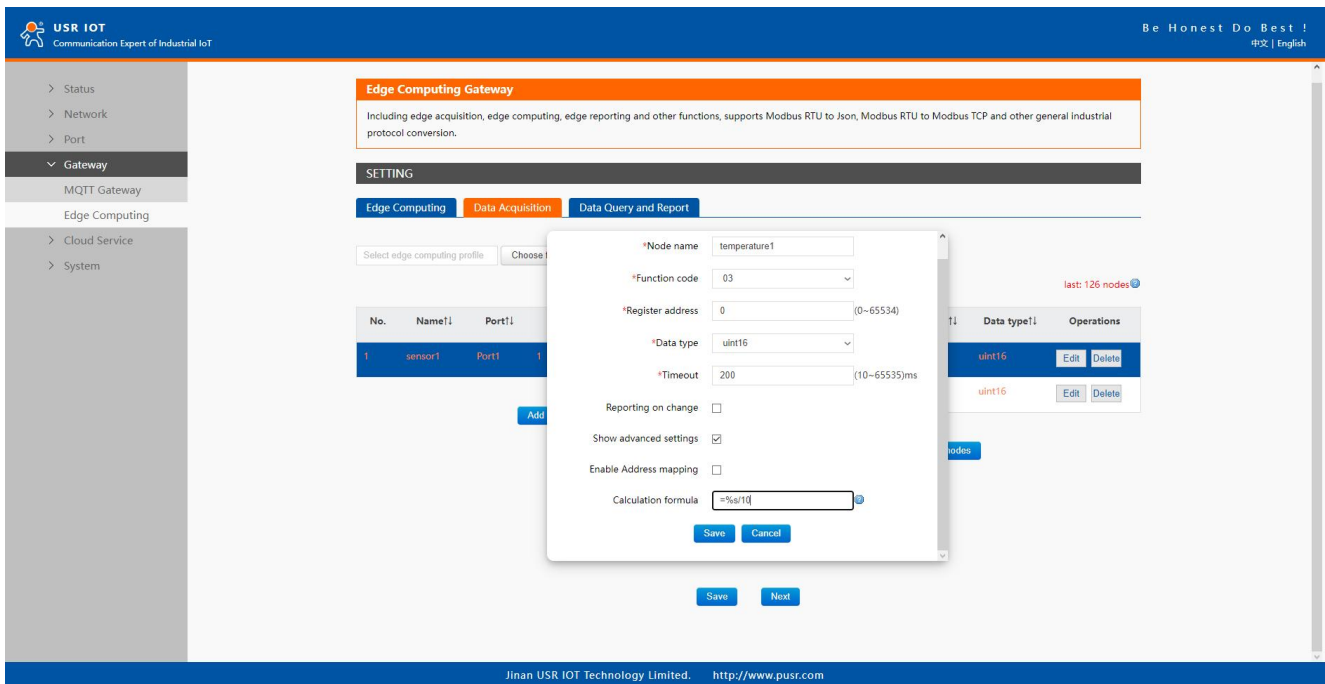 USR IOT
Communication Expert of Industrial IoT
Be Honest Do Best !
中文 | English
Status
Network
Port
Gateway
MQTT Gateway
Edge Computing
Cloud Service
System
Edge Computing Gateway
Including edge acquisition, edge computing, edge reporting and other functions, supports Modbus RTU to Json, Modbus RTU to Modbus TCP and other general industrial
protocol conversion.
SETTING
Edge Computing Data Acquisition Data Query and Report
Select edge computing profile Choose f
last: 126 nodes
No. Name↑↓ Port↑↓ ↑↓ Data type↑↓ Operations
1 sensor1 Port1 1 uint16 Edit Delete
uint16 Edit Delete
Add
nodes
*Node name temperature1
*Function code 03
*Register address 0 (0~65534)
*Data type uint16
*Timeout 200 (10~65535)ms
Reporting on change
Show advanced settings
Enable Address mapping
Calculation formula =%s/10
Save Cancel
Save Next
Jinan USR IOT Technology Limited. http://www.pusr.com